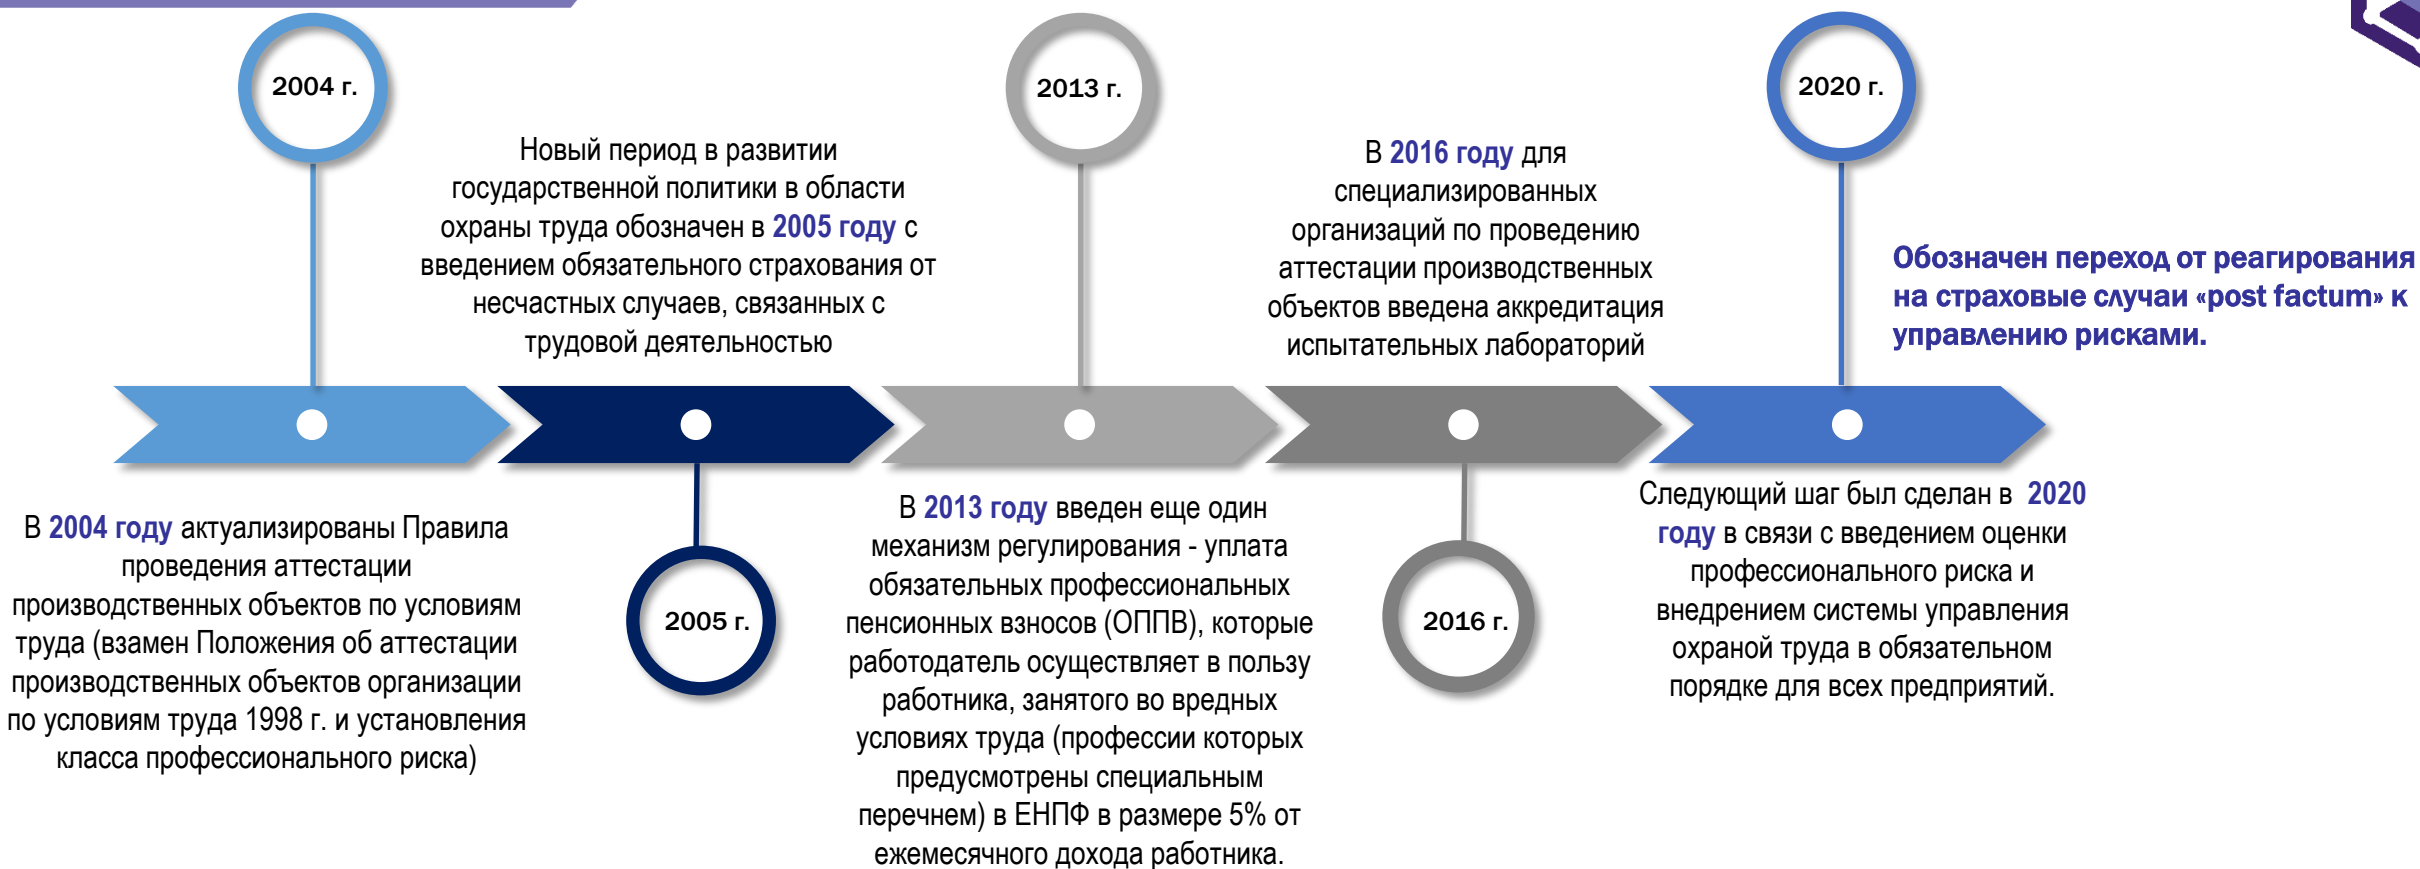 2004 г.
Новый период в развитии
государственной политики в области
охраны труда обозначен в 2005 году с
введением обязательного страхования от
несчастных случаев, связанных с
трудовой деятельностью
2013 г.
В 2016 году для
специализированных
организаций по проведению
аттестации производственных
объектов введена аккредитация
испытательных лабораторий
2020 г.
Обозначен переход от реагирования
на страховые случаи «post factum» к
управлению рисками.
В 2004 году актуализированы Правила
проведения аттестации
производственных объектов по условиям
труда (взамен Положения об аттестации
производственных объектов организации
по условиям труда 1998 г. и установления
класса профессионального риска)
2005 г.
В 2013 году введен еще один
механизм регулирования - уплата
обязательных профессиональных
пенсионных взносов (ОППВ), которые
работодатель осуществляет в пользу
работника, занятого во вредных
условиях труда (профессии которых
предусмотрены специальным
перечнем) в ЕНПФ в размере 5% от
ежемесячного дохода работника.
2016 г.
Следующий шаг был сделан в 2020
году в связи с введением оценки
профессионального риска и
внедрением системы управления
охраной труда в обязательном
порядке для всех предприятий.